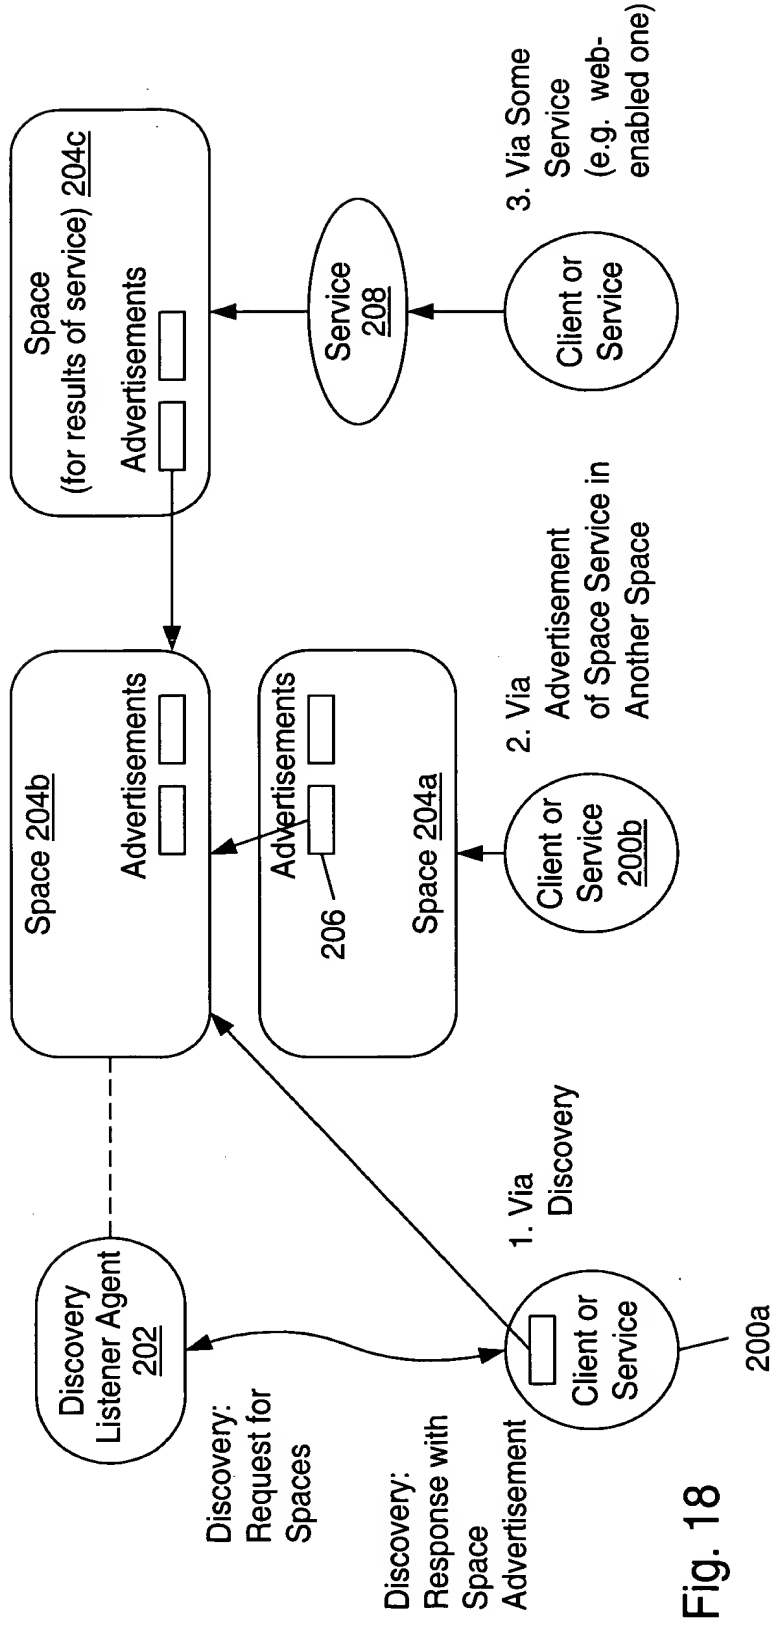 Discovery
Listener Agent
202
Discovery:
Request for
Spaces
Discovery:
Response with
Space
Advertisement
Client or
Service
200a
1. Via
Discovery
Space 204b
Advertisements
Advertisements
206
Space 204a
Client or
Service
200b
2. Via
Advertisement
of Space Service in
Another Space
Space
(for results of service) 204c
Advertisements
Service
208
Client or
Service
3. Via Some
Service
(e.g. web-
enabled one)
Fig. 18